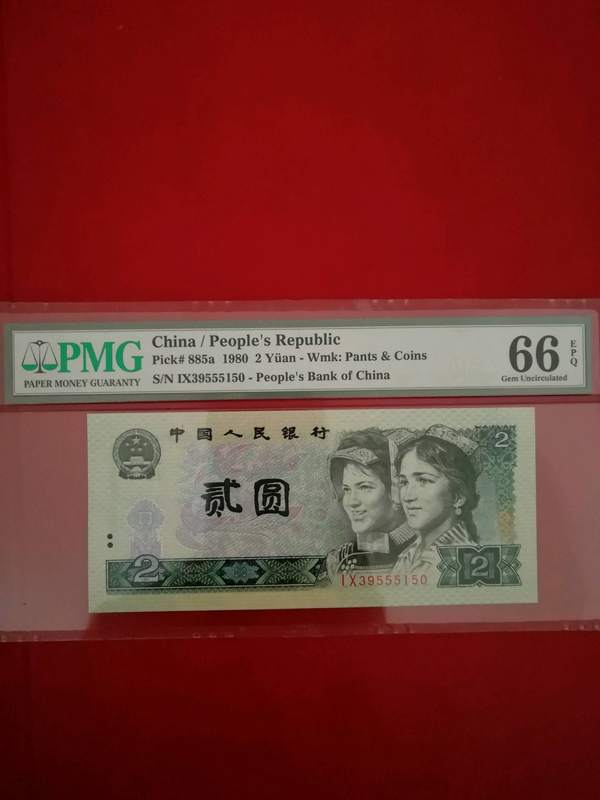 PMG
PAPER MONEY GUARANTY
China / People's Republic
Pick# 885a 1980 2 Yüan - Wmk: Pants & Coins
S/N IX39555150 - People's Bank of China
66 EPQ
Gem Uncirculated
中国人民银行
贰圆
2
2
2
IX39555150